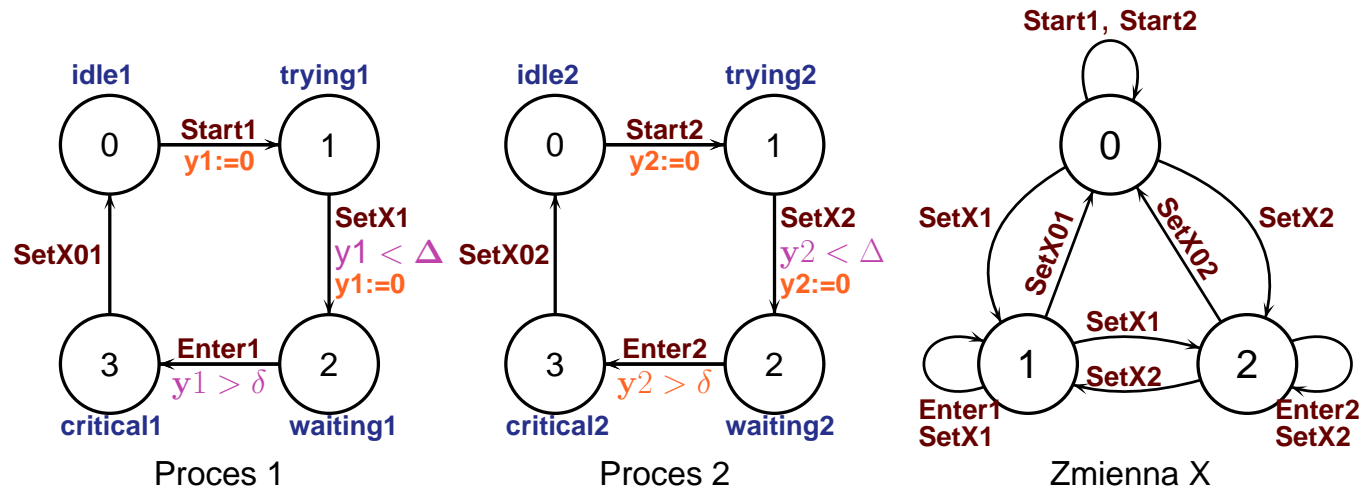 Start1, Start2
idle1
trying1
idle2
trying2
0
Start1
y1:=0
1
0
Start2
y2:=0
1
0
SetX01
SetX1
y1 < Δ
y1:=0
SetX02
SetX2
y2 < Δ
y2:=0
SetX1
SetX01
SetX02
SetX2
3
Enter1
y1 > δ
2
3
Enter2
y2 > δ
2
1
SetX1
SetX2
2
critical1
waiting1
critical2
waiting2
Enter1
SetX1
Enter2
SetX2
Proces 1
Proces 2
Zmienna X